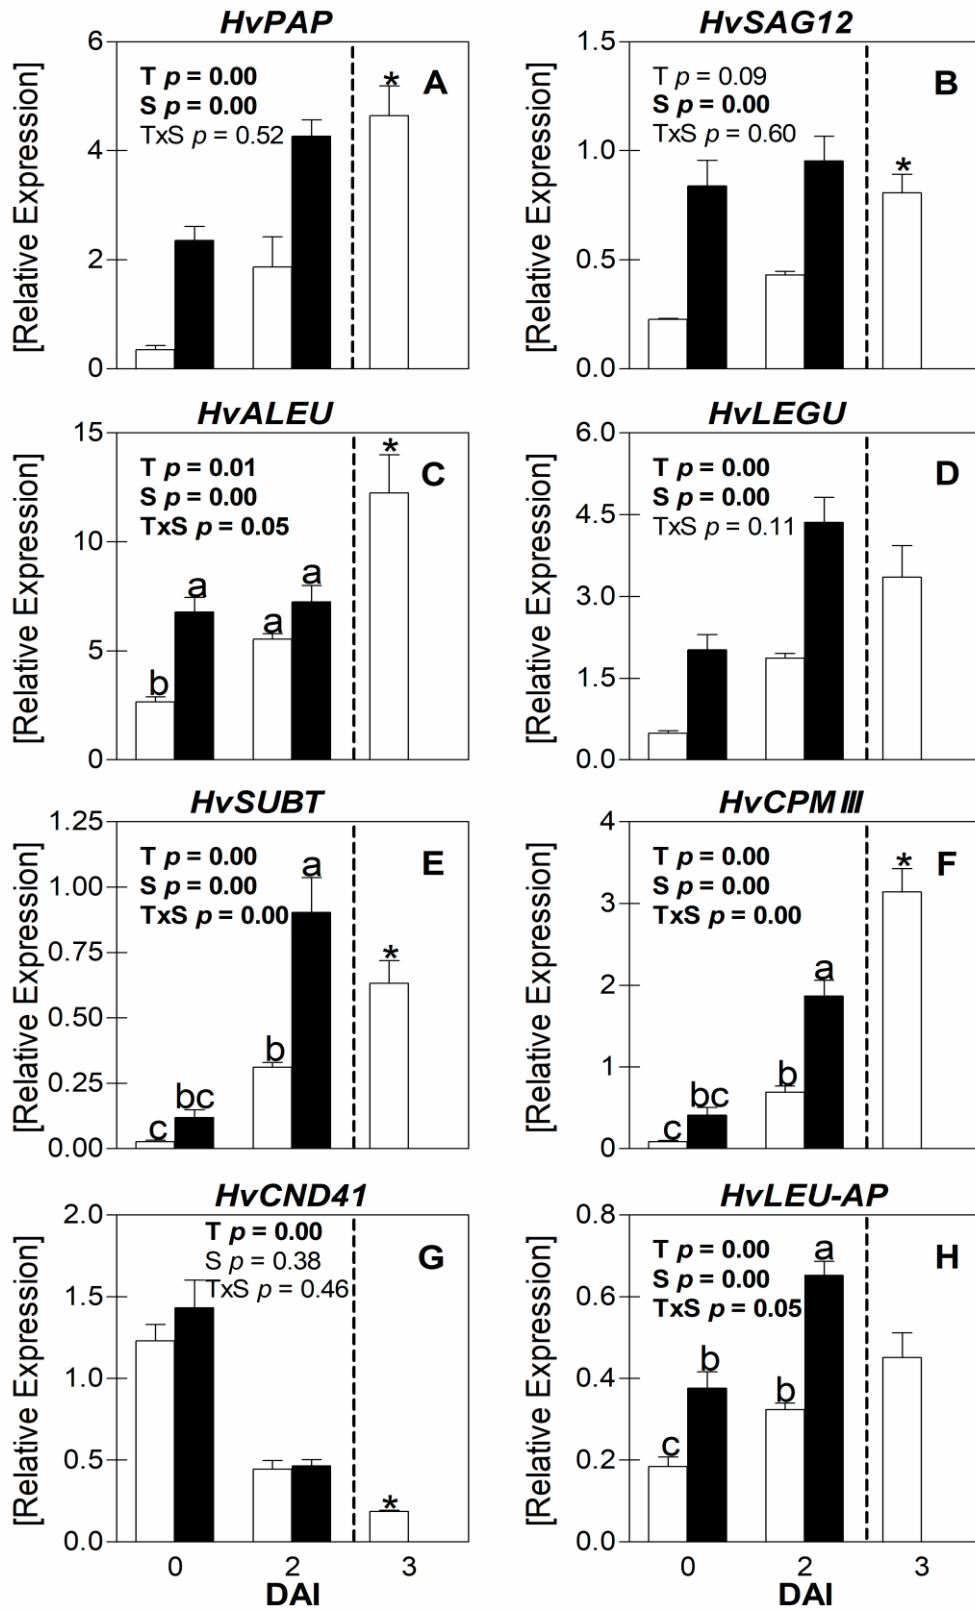 HvPAP
[Relative Expression]
6
4
2
0
T p = 0.00
S p = 0.00
TxS p = 0.52
A
*
HvSAG12
[Relative Expression]
1.5
1.0
0.5
0.0
T p = 0.09
S p = 0.00
TxS p = 0.60
B
*
HvALEU
[Relative Expression]
15
10
5
0
T p = 0.01
S p = 0.00
TxS p = 0.05
C
b
a
a
a
*
HvLEGU
[Relative Expression]
6.0
4.5
3.0
1.5
0.0
T p = 0.00
S p = 0.00
TxS p = 0.11
D
HvSUBT
[Relative Expression]
1.25
1.00
0.75
0.50
0.25
0.00
T p = 0.00
S p = 0.00
TxS p = 0.00
E
c
bc
b
a
*
HvCPM III
[Relative Expression]
4
3
2
1
0
T p = 0.00
S p = 0.00
TxS p = 0.00
F
c
bc
b
a
*
HvCND41
[Relative Expression]
2.0
1.5
1.0
0.5
0.0
T p = 0.00
S p = 0.38
TxS p = 0.46
G
*
0 2 3
DAI
HvLEU-AP
[Relative Expression]
0.8
0.6
0.4
0.2
0.0
T p = 0.00
S p = 0.00
TxS p = 0.05
H
c
b
b
a
0 2 3
DAI